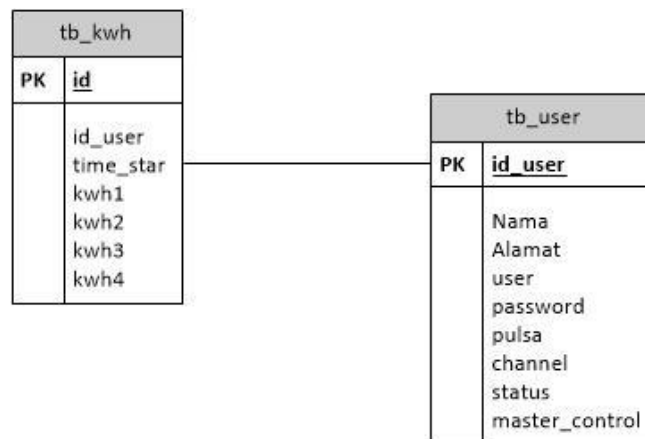 tb_kwh
PK id
id_user
time_star
kwh1
kwh2
kwh3
kwh4
tb_user
PK id_user
Nama
Alamat
user
password
pulsa
channel
status
master_control